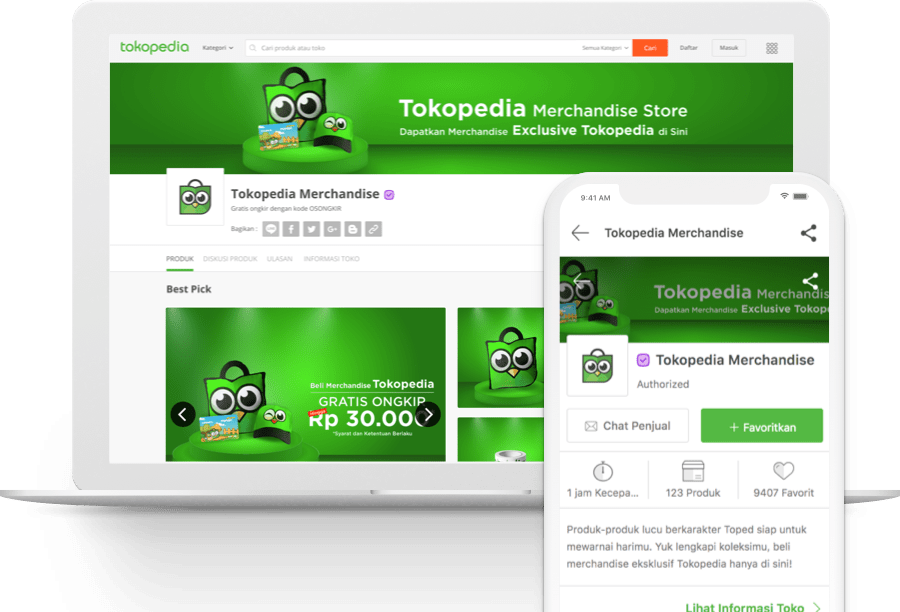 tokopedia
Kategori
Cari produk atau toko
Semua Kategori
Cari
Daftar
Masuk
Tokopedia Merchandise Store
Dapatkan Merchandise Exclusive Tokopedia di Sini
Tokopedia Merchandise
Gratis ongkir dengan kode OSONGKIR
Bagikan :
PRODUK DISKUSI PRODUK ULASAN INFORMASI TOKO
Best Pick
Beli Merchandise Tokopedia
GRATIS ONGKIR
Rp 30.000
*Syarat dan Ketentuan Berlaku
9:41 AM
Tokopedia Merchandise
Tokopedia Merchandis
Dapatkan Merchandise Exclusive Tokop
Tokopedia Merchandise
Authorized
Chat Penjual
+ Favoritkan
1 jam Kecepa... 123 Produk 9407 Favorit
Produk-produk lucu berkarakter Toped siap untuk
mewarnai harimu. Yuk lengkapi koleksimu, beli
merchandise eksklusif Tokopedia hanya di sini!
Lihat Informasi Toko